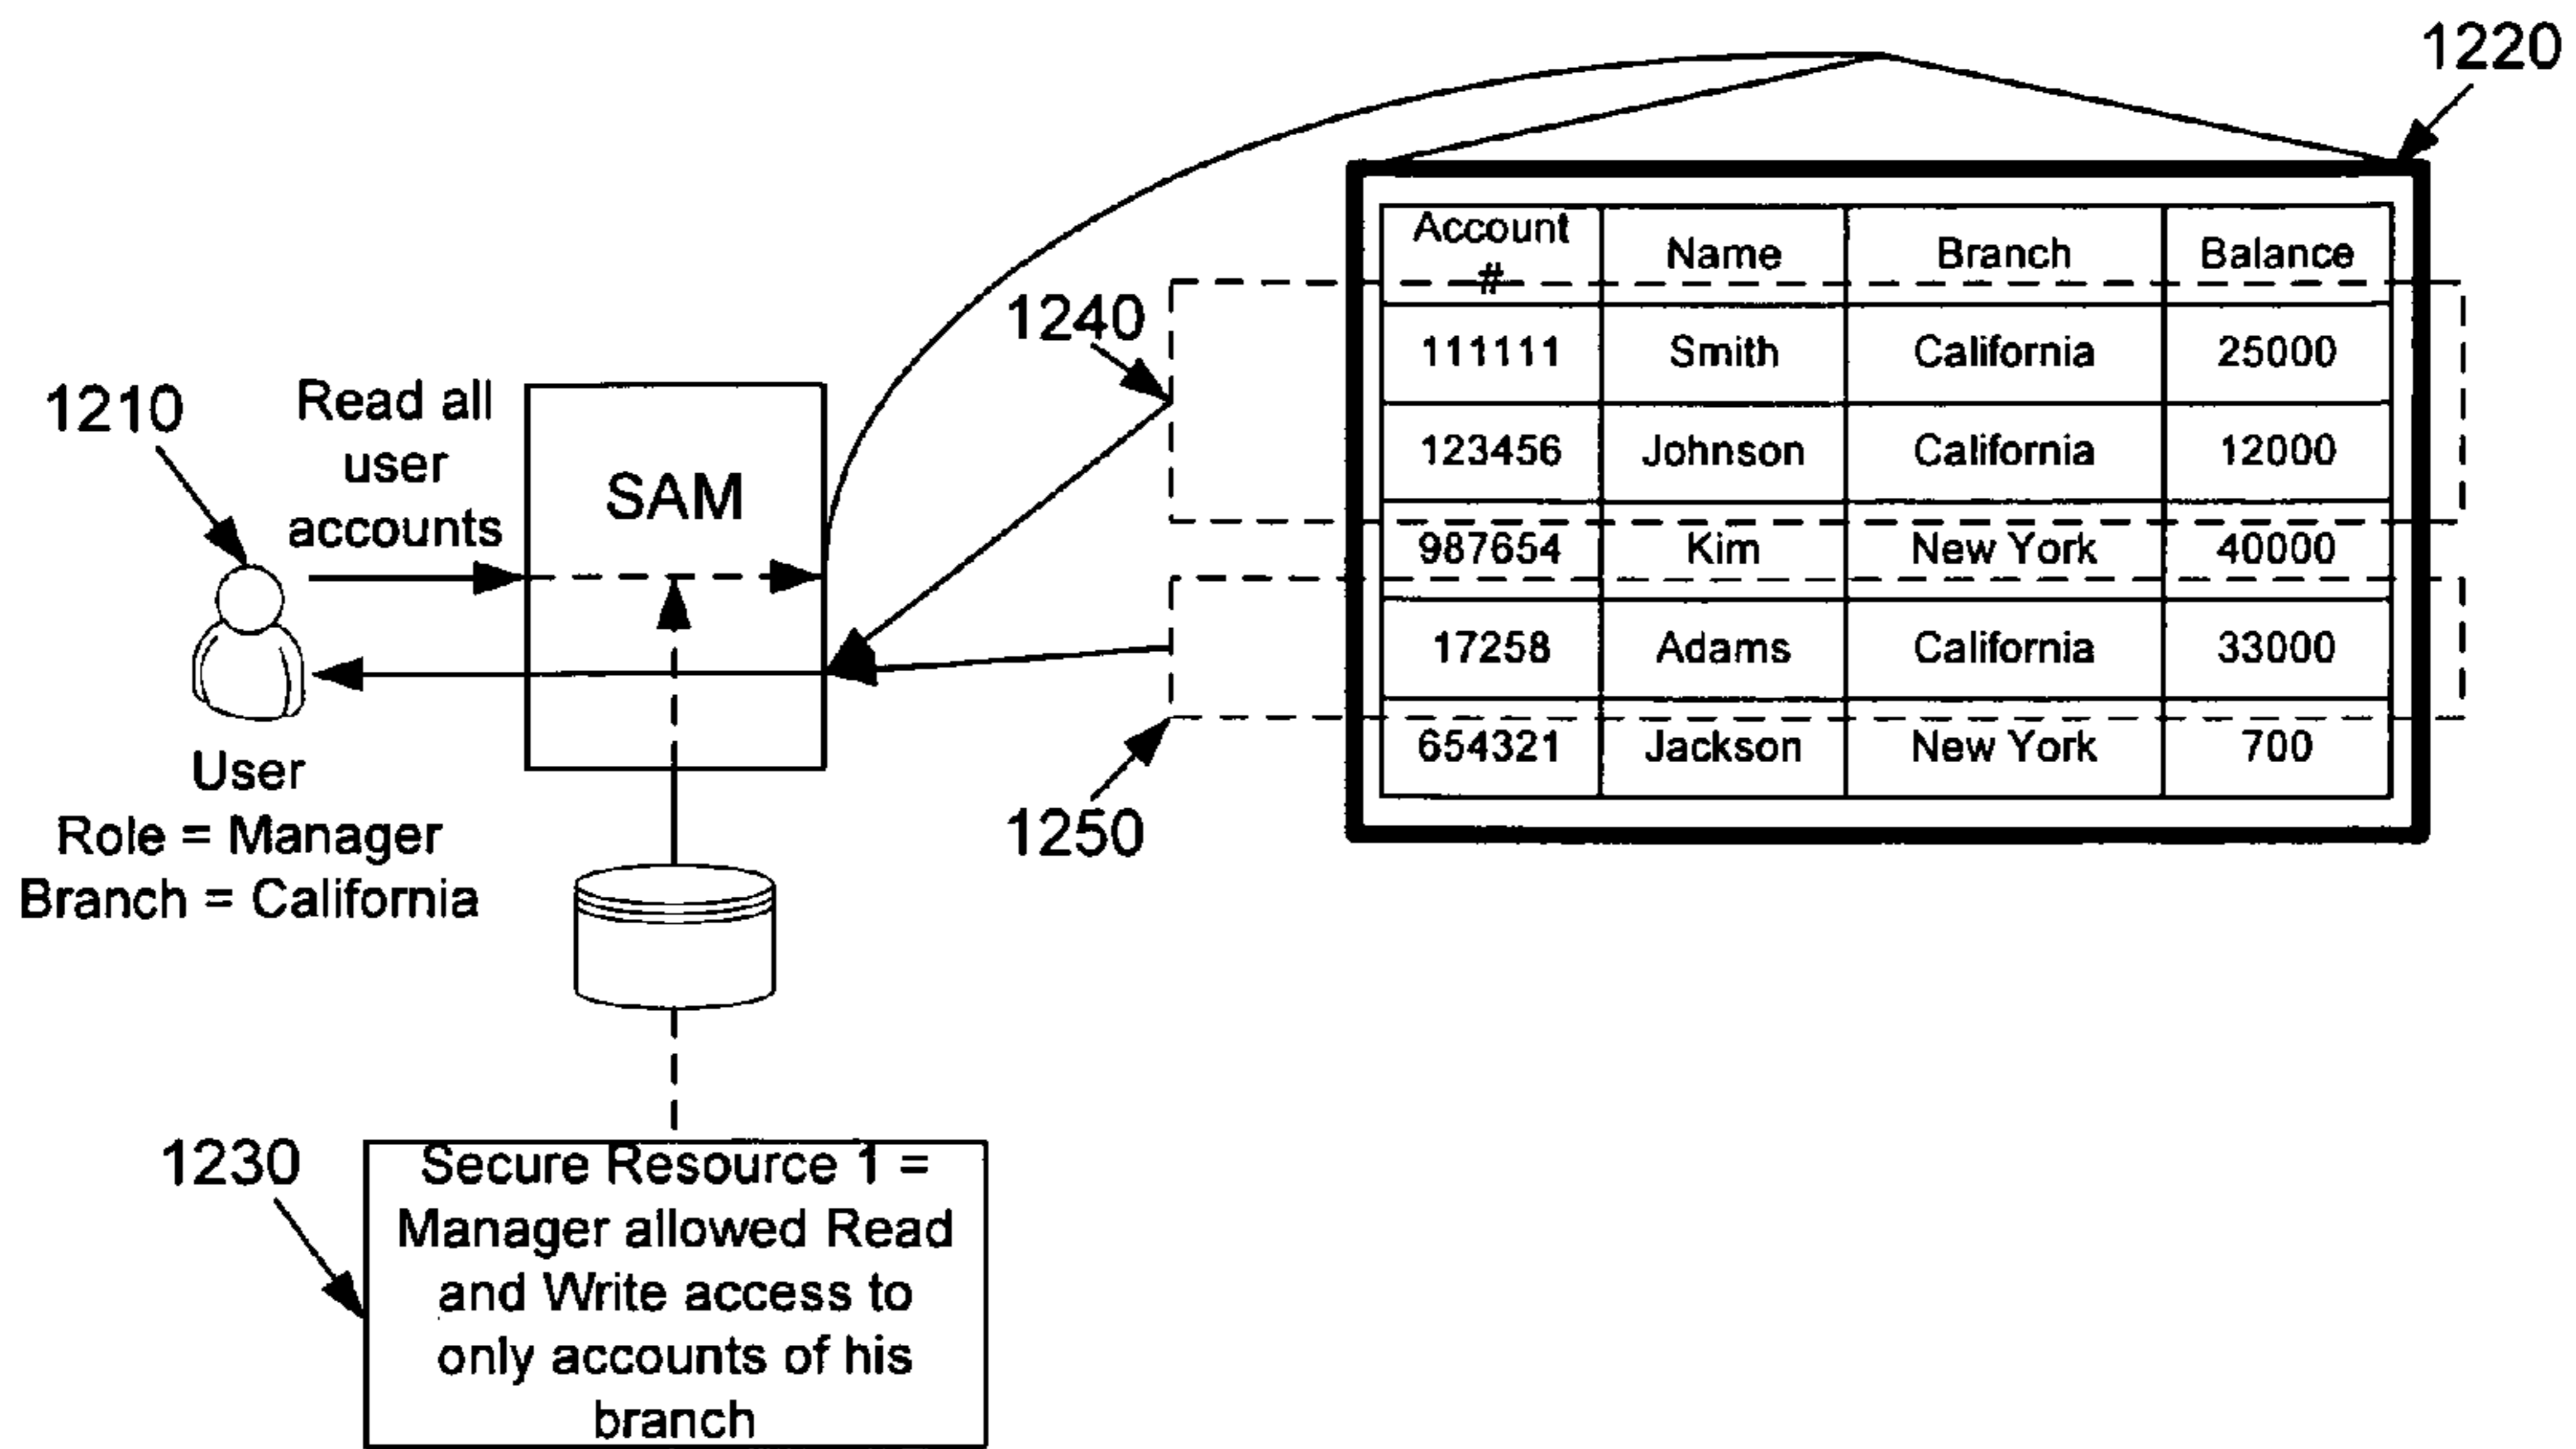 1220
Account
#
Name
Branch
Balance
111111
Smith
California
25000
123456
Johnson
California
12000
987654
Kim
New York
40000
17258
Adams
California
33000
654321
Jackson
New York
700
1240
1250
1210
Read all
user
accounts
SAM
User
Role = Manager
Branch = California
1230
Secure Resource 1 =
Manager allowed Read
and Write access to
only accounts of his
branch